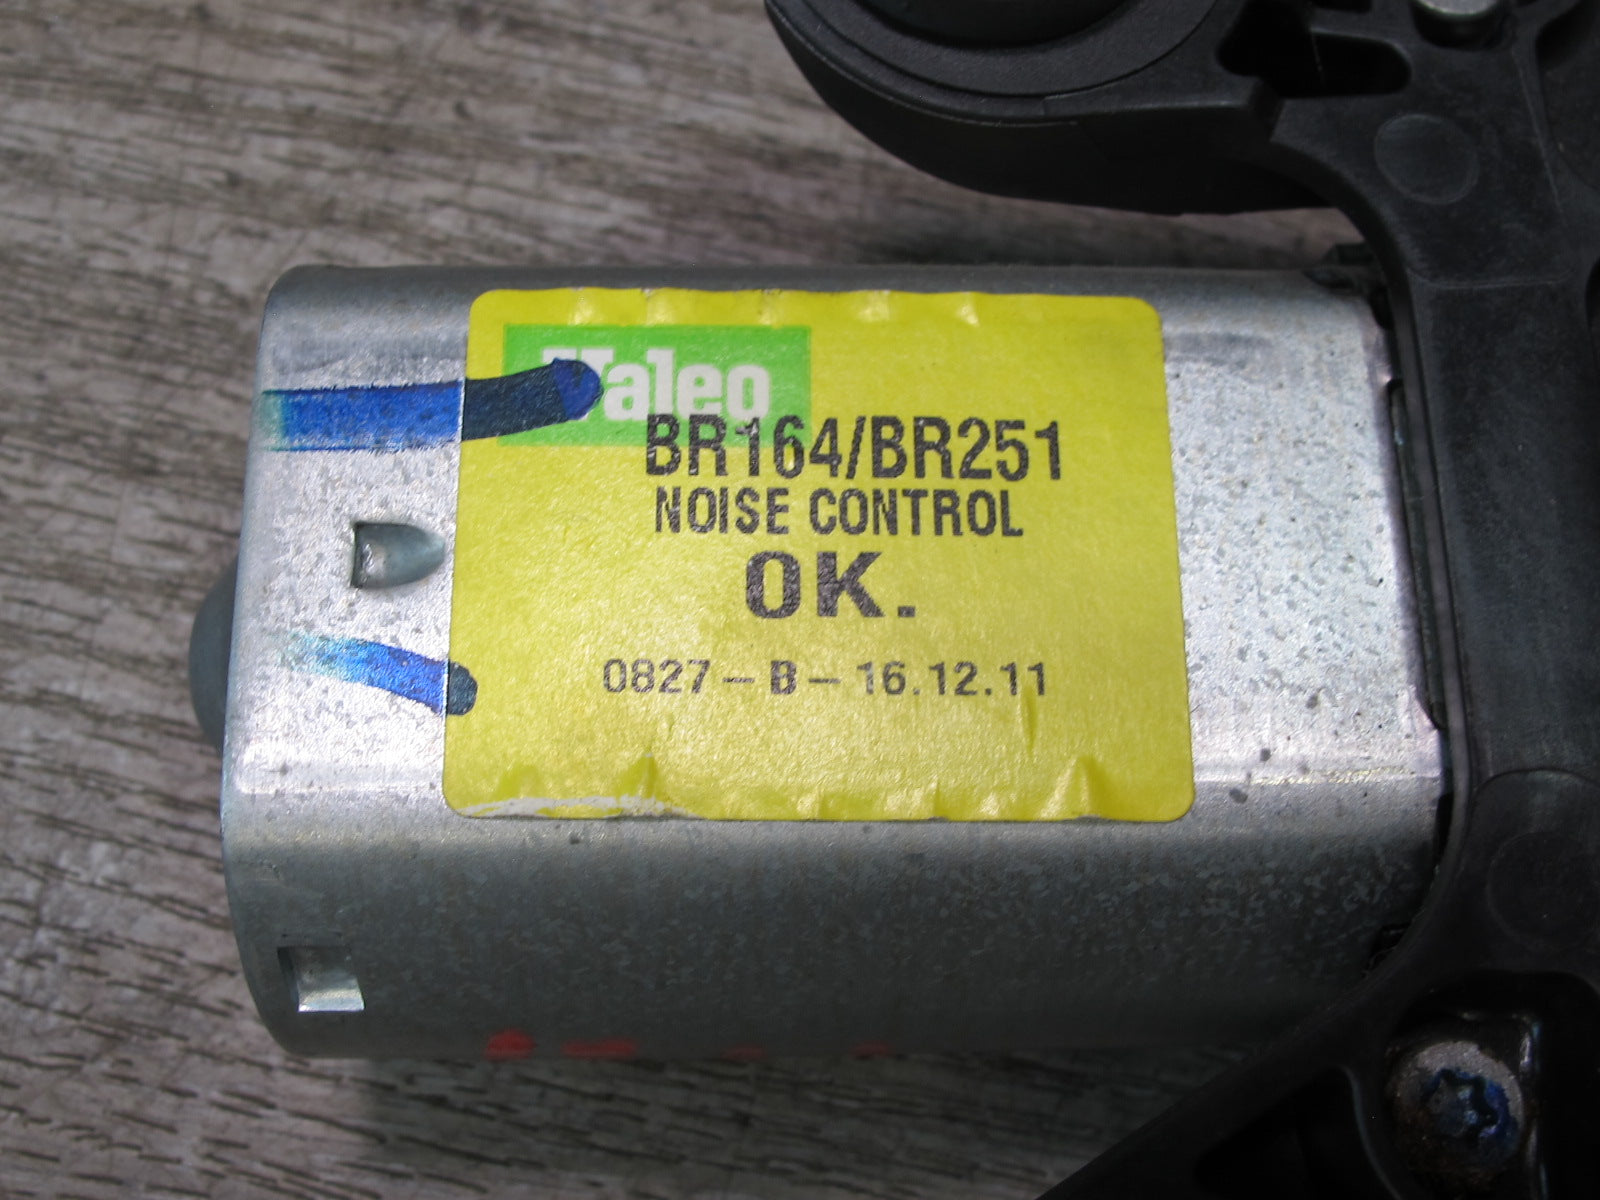 Valeo
BR164/BR251
NOISE CONTROL
OK.
0827 – B – 16.12.11